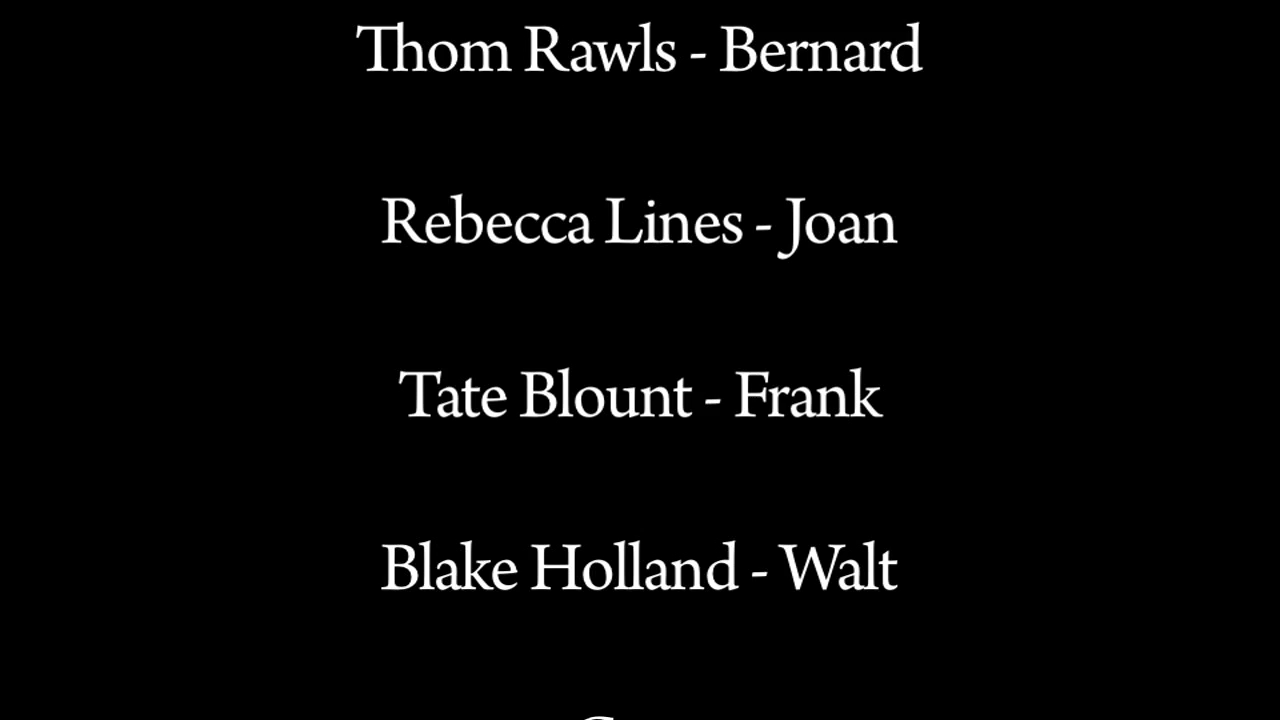 Thom Rawls - Bernard
Rebecca Lines - Joan
Tate Blount - Frank
Blake Holland - Walt